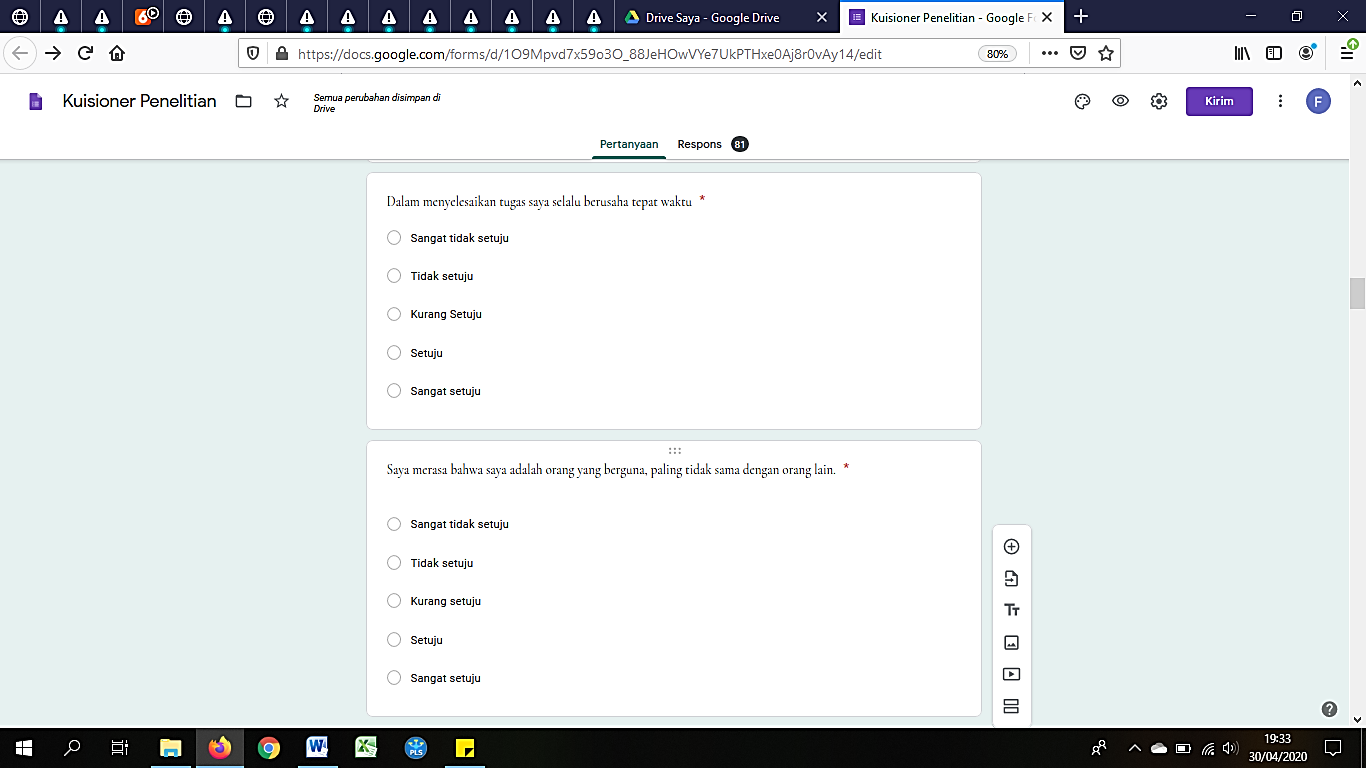 Drive Saya - Google Drive
Kuisioner Penelitian - Google F
https://docs.google.com/forms/d/1O9Mpvd7x59o3O_88JeHOwVYe7UkPTHxe0Aj8r0vAy14/edit
80%
Kuisioner Penelitian
Semua perubahan disimpan di
Drive
Kirim
F
Pertanyaan
Respons 81
Dalam menyelesaikan tugas saya selalu berusaha tepat waktu *
Sangat tidak setuju
Tidak setuju
Kurang Setuju
Setuju
Sangat setuju
Saya merasa bahwa saya adalah orang yang berguna, paling tidak sama dengan orang lain. *
Sangat tidak setuju
Tidak setuju
Kurang setuju
Setuju
Sangat setuju
Tт
PLS
19:33
30/04/2020